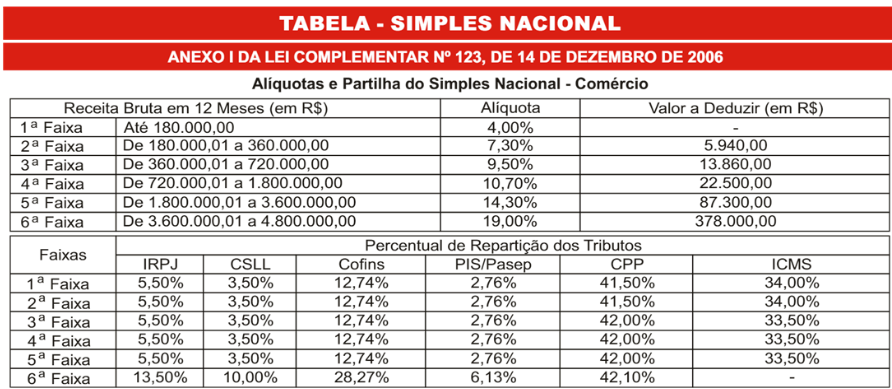 TABELA - SIMPLES NACIONAL
ANEXO I DA LEI COMPLEMENTAR Nº 123, DE 14 DE DEZEMBRO DE 2006
Alíquotas e Partilha do Simples Nacional - Comércio
Receita Bruta em 12 Meses (em R$) Alíquota Valor a Deduzir (em R$)
1ª Faixa Até 180.000,00 4,00% -
2ª Faixa De 180.000,01 a 360.000,00 7,30% 5.940,00
3ª Faixa De 360.000,01 a 720.000,00 9,50% 13.860,00
4ª Faixa De 720.000,01 a 1.800.000,00 10,70% 22.500,00
5ª Faixa De 1.800.000,01 a 3.600.000,00 14,30% 87.300,00
6ª Faixa De 3.600.000,01 a 4.800.000,00 19,00% 378.000,00
Faixas Percentual de Repartição dos Tributos
IRPJ CSLL Cofins PIS/Pasep CPP ICMS
1ª Faixa 5,50% 3,50% 12,74% 2,76% 41,50% 34,00%
2ª Faixa 5,50% 3,50% 12,74% 2,76% 41,50% 34,00%
3ª Faixa 5,50% 3,50% 12,74% 2,76% 42,00% 33,50%
4ª Faixa 5,50% 3,50% 12,74% 2,76% 42,00% 33,50%
5ª Faixa 5,50% 3,50% 12,74% 2,76% 42,00% 33,50%
6ª Faixa 13,50% 10,00% 28,27% 6,13% 42,10% -